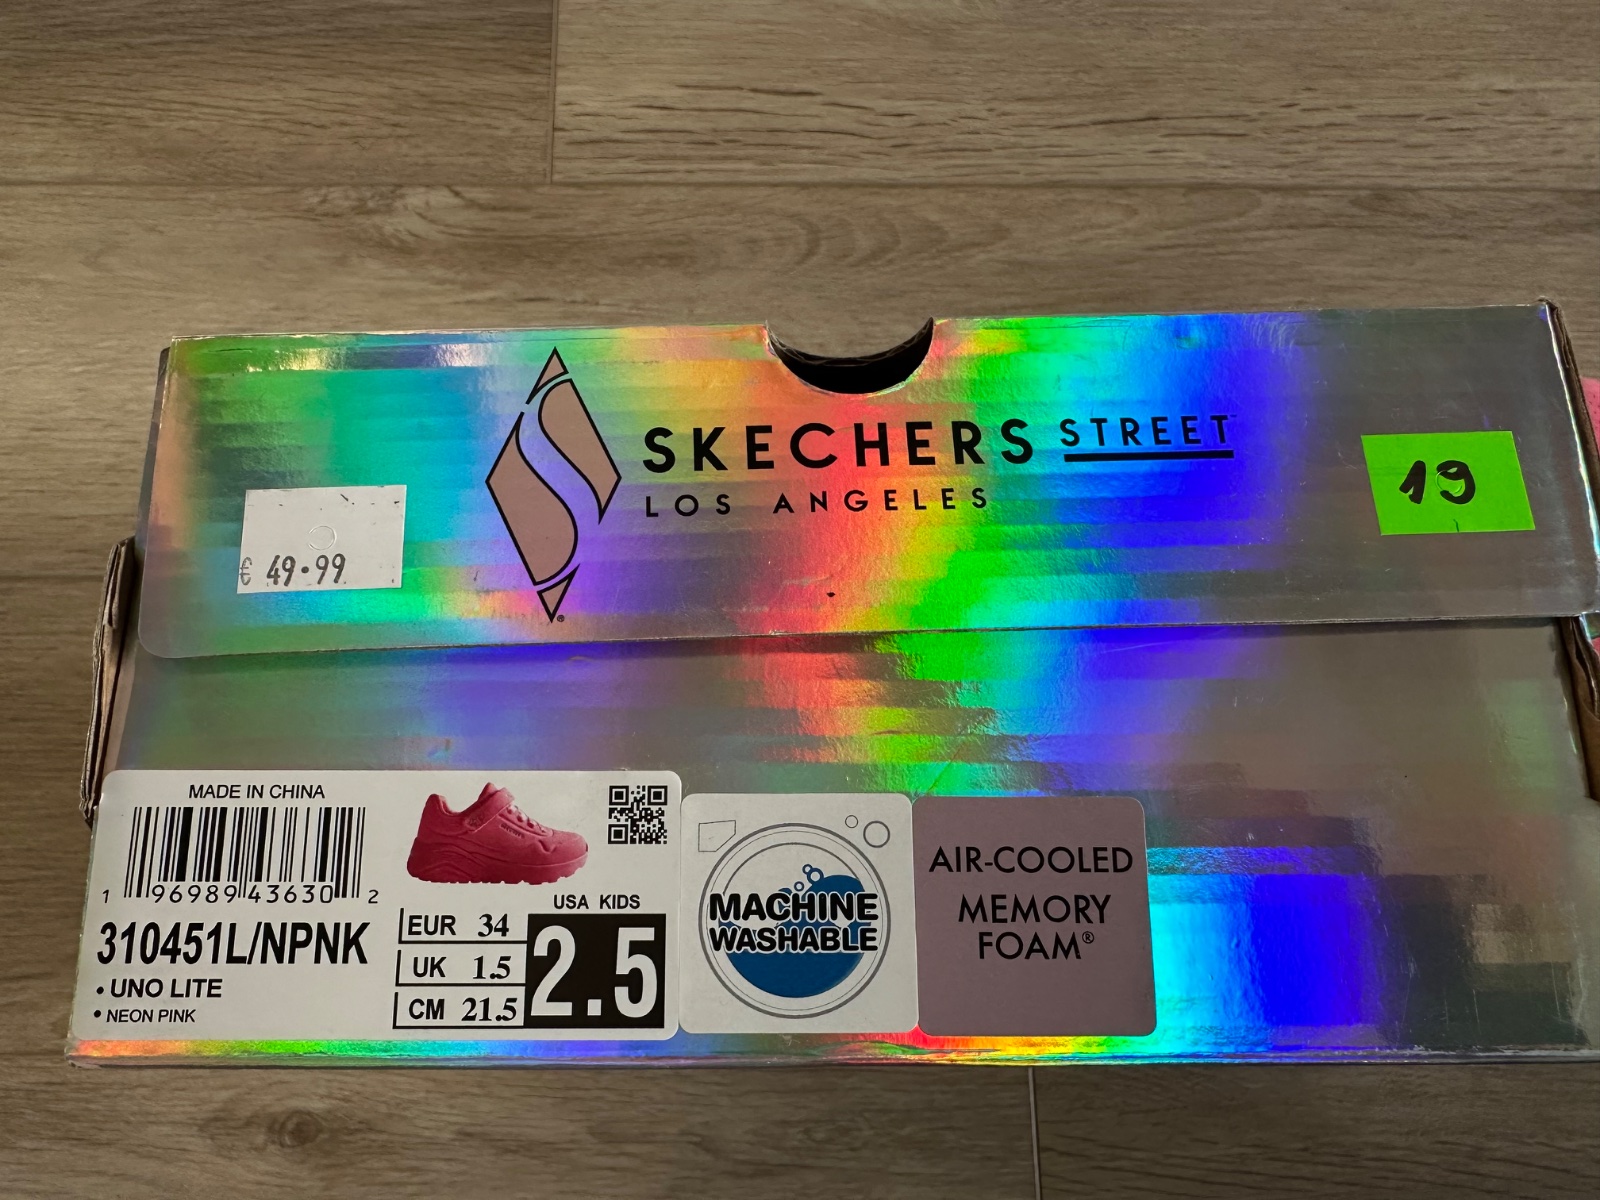 SKECHERS STREET™
LOS ANGELES
€ 49.99
19
MADE IN CHINA
1 96989 43630 2
310451L/NPNK
• UNO LITE
• NEON PINK
USA KIDS
EUR 34
UK 1.5
CM 21.5
2.5
MACHINE
WASHABLE
AIR-COOLED
MEMORY
FOAM®